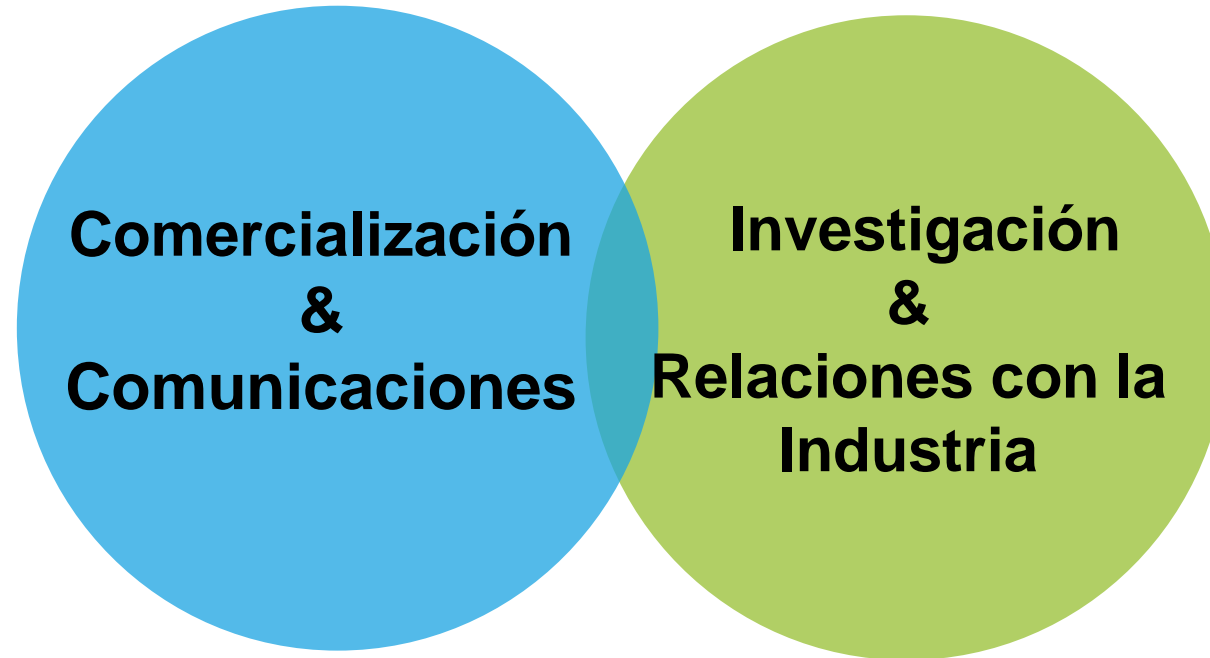 Comercialización
&
Comunicaciones
Investigación
&
Relaciones con la
Industria